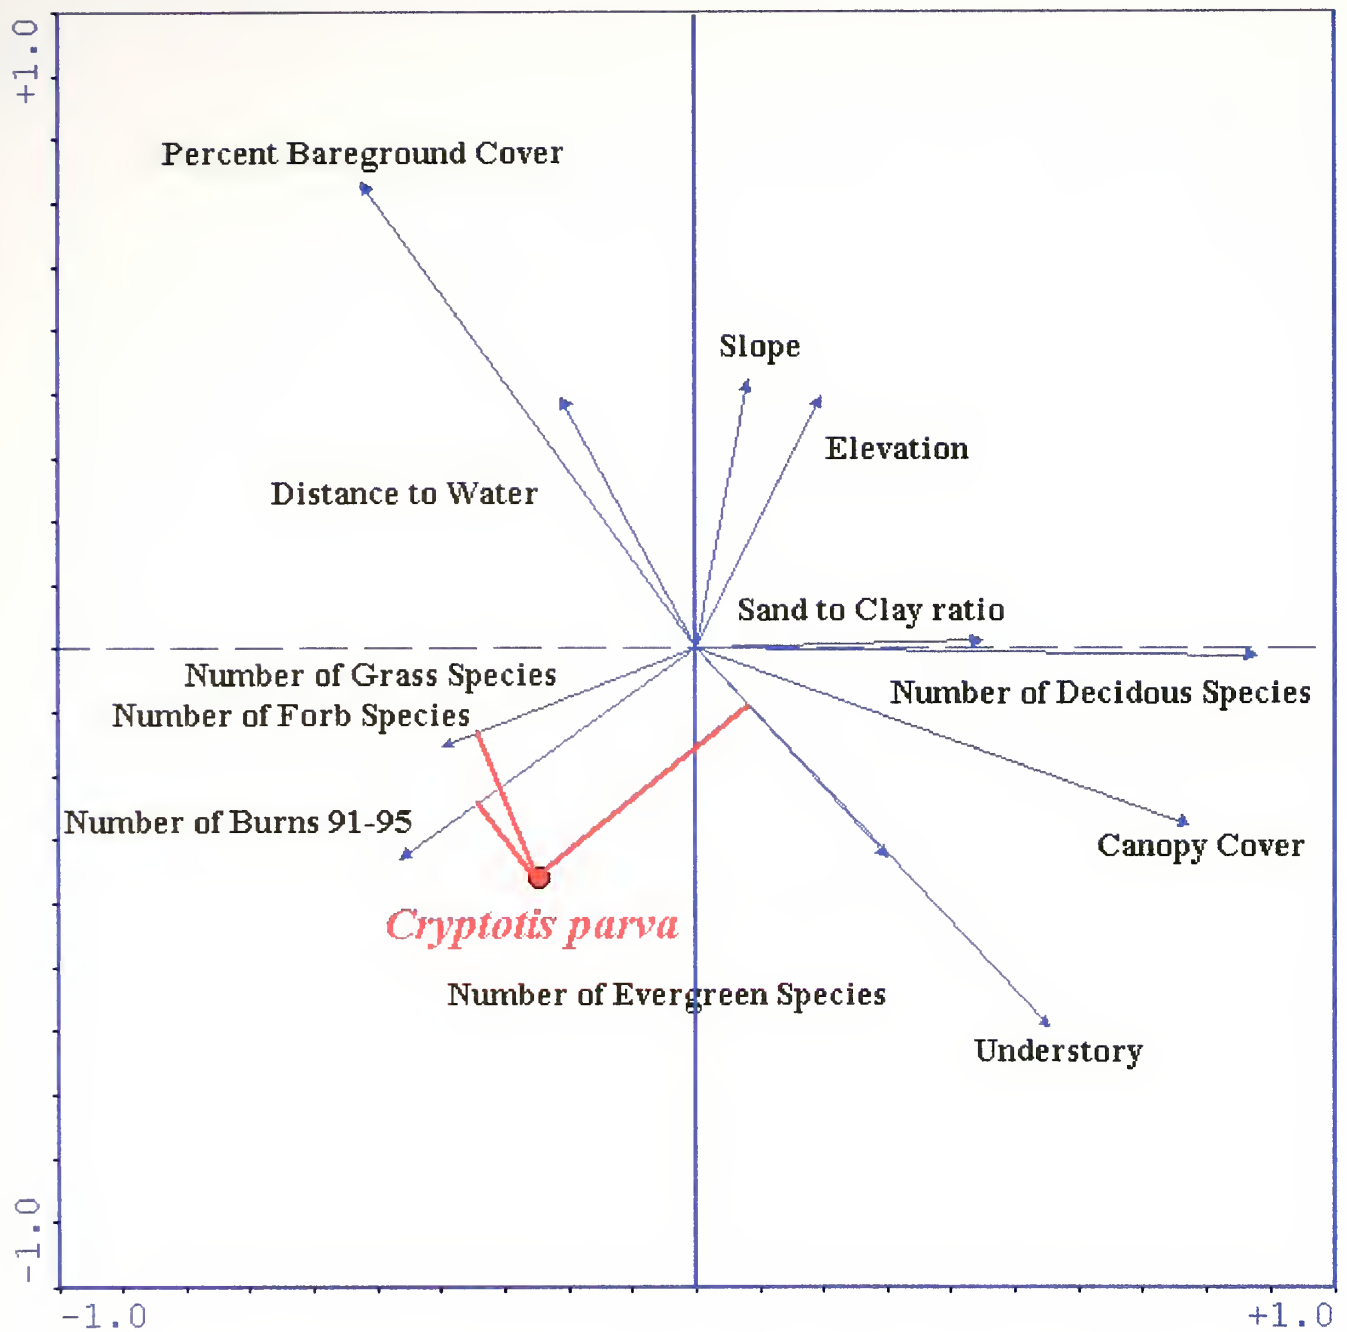 +1.0
Percent Bareground Cover
Slope
Elevation
Distance to Water
Sand to Clay ratio
Number of Grass Species
Number of Decidous Species
Number of Forb Species
Number of Burns 91-95
Canopy Cover
Cryptotis parva
Number of Evergreen Species
Understory
-1.0
-1.0
+1.0